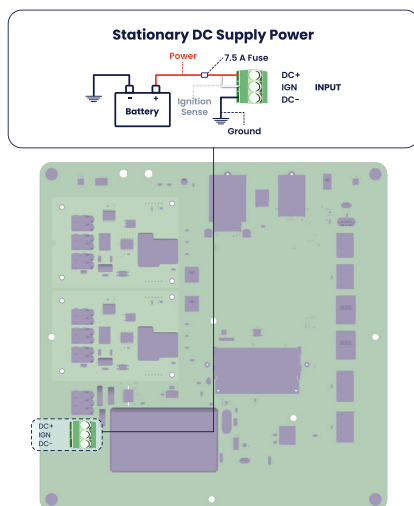 Stationary DC Supply Power
Power
7.5 A Fuse
DC+
IGN
INPUT
DC-
- +
Battery
Ignition
Sense
Ground
DC+
IGN
DC-